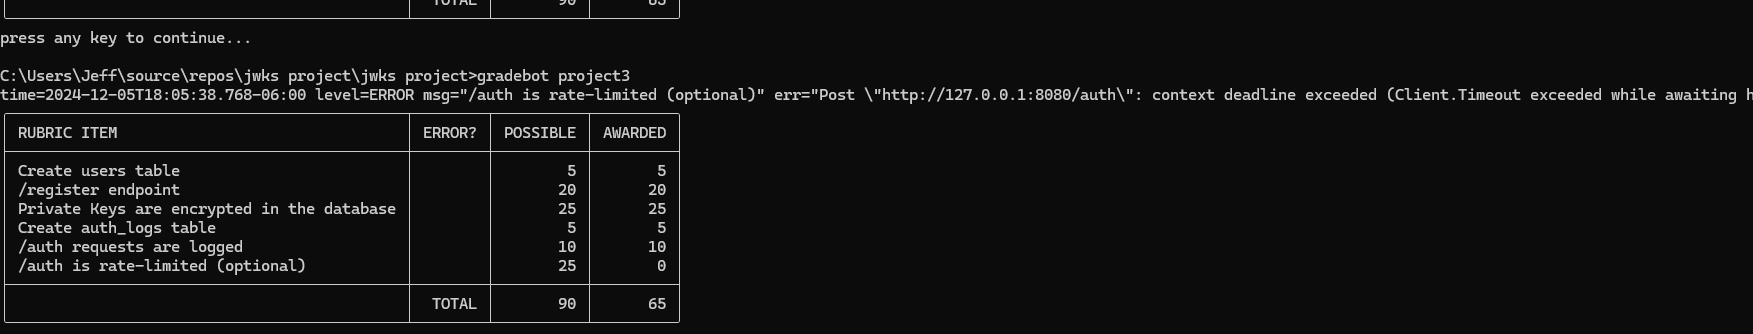 TOTAL 90 65
press any key to continue...
C:\Users\Jeff\source\repos\jwks project\jwks project>gradebot project3
time=2024-12-05T18:05:38.768-06:00 level=ERROR msg="/auth is rate-limited (optional)" err="Post \"http://127.0.0.1:8080/auth\": context deadline exceeded (Client.Timeout exceeded while awaiting h
RUBRIC ITEM ERROR? POSSIBLE AWARDED
Create users table 5 5
/register endpoint 20 20
Private Keys are encrypted in the database 25 25
Create auth_logs table 5 5
/auth requests are logged 10 10
/auth is rate-limited (optional) 25 0
TOTAL 90 65